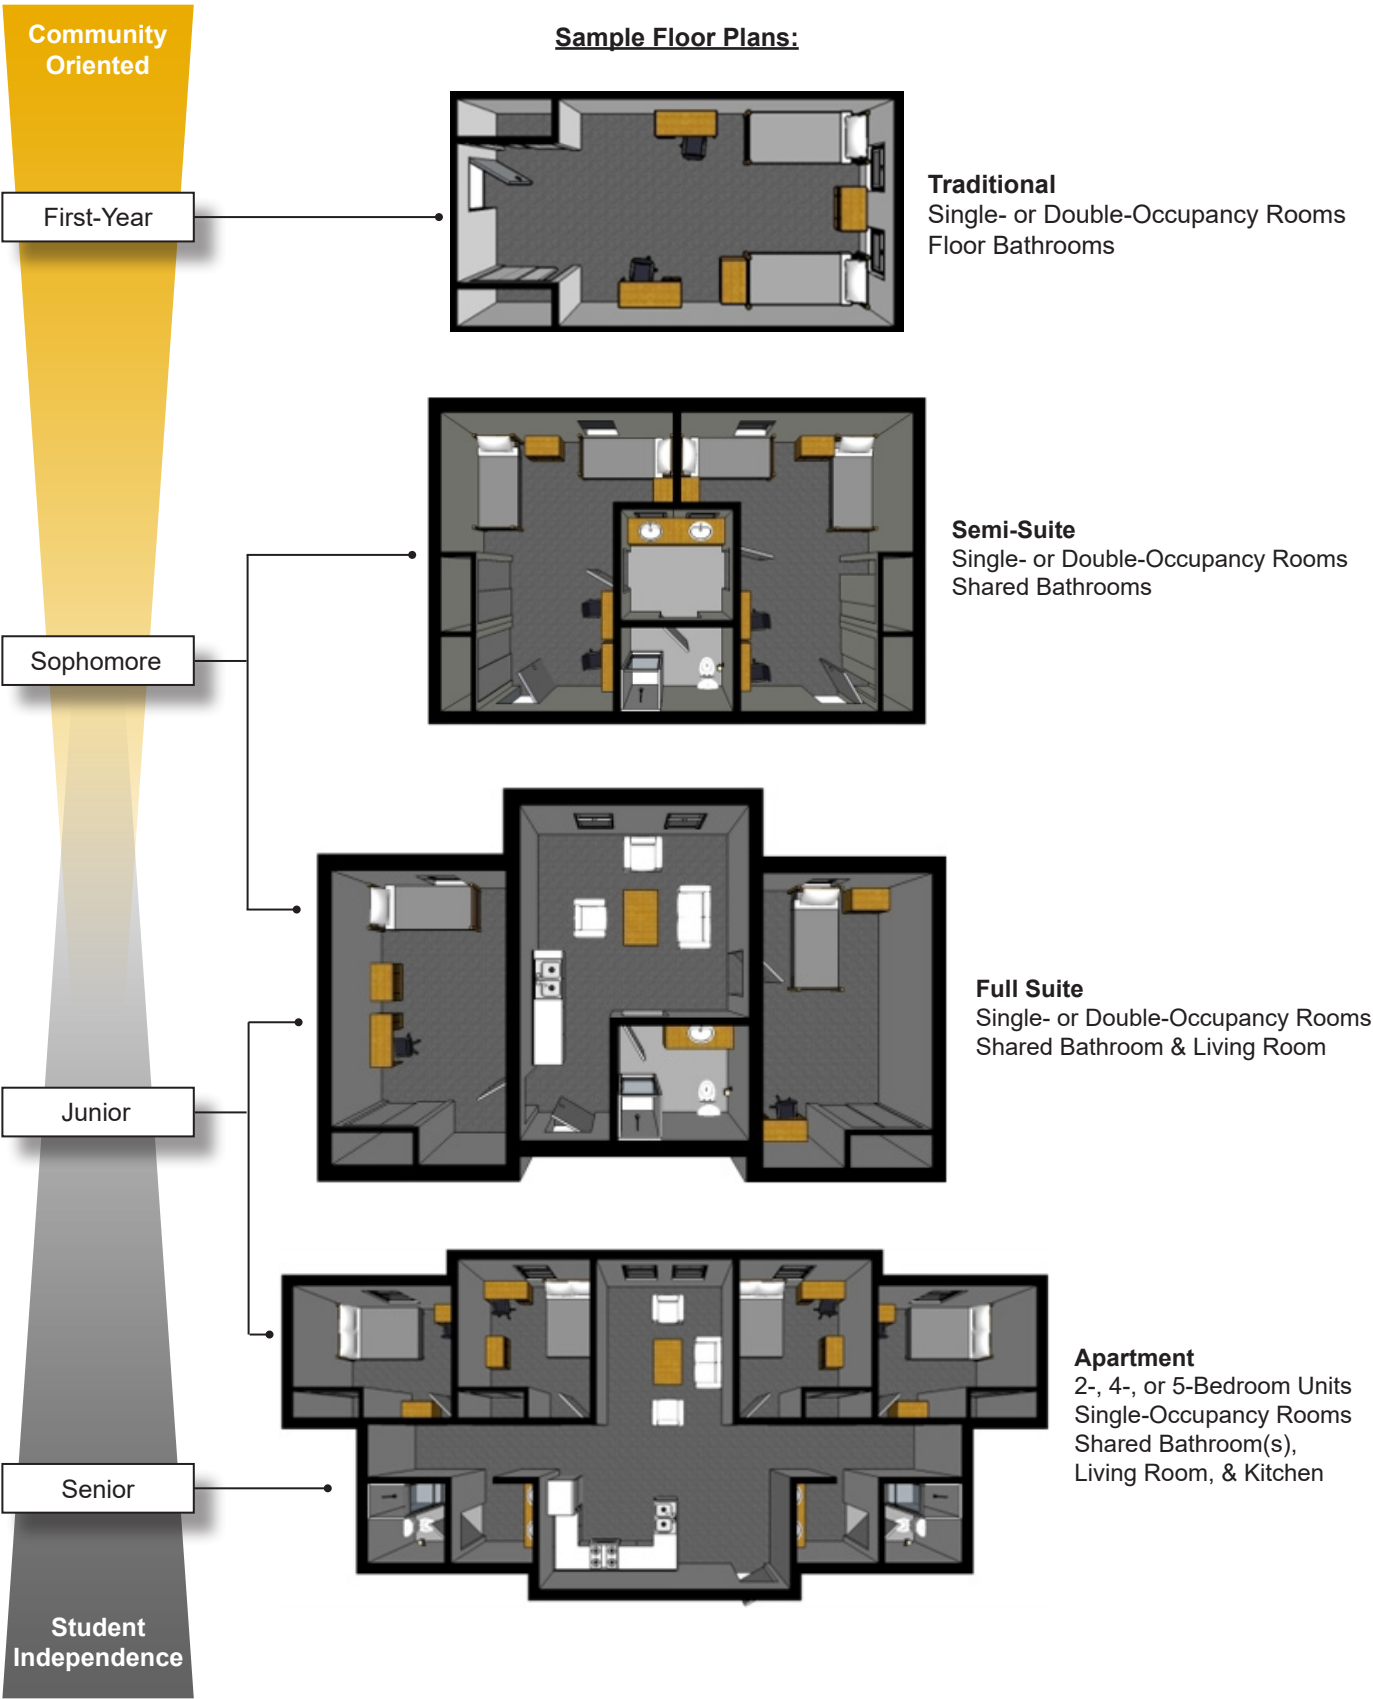 Community
Oriented
Sample Floor Plans:
First-Year
Traditional
Single- or Double-Occupancy Rooms
Floor Bathrooms
Sophomore
Semi-Suite
Single- or Double-Occupancy Rooms
Shared Bathrooms
Junior
Full Suite
Single- or Double-Occupancy Rooms
Shared Bathroom & Living Room
Senior
Apartment
2-, 4-, or 5-Bedroom Units
Single-Occupancy Rooms
Shared Bathroom(s),
Living Room, & Kitchen
Student
Independence